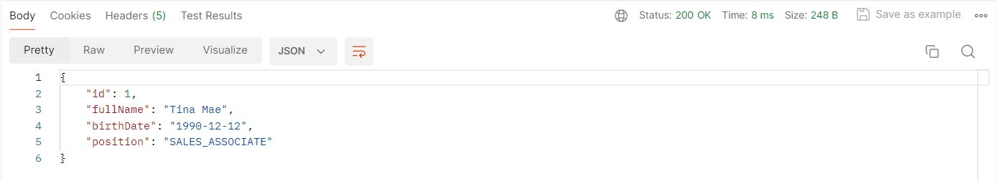 Body Cookies Headers (5) Test Results Status: 200 OK Time: 8 ms Size: 248 B Save as example
Pretty Raw Preview Visualize JSON
1 {
2 "id": 1,
3 "fullName": "Tina Mae",
4 "birthDate": "1990-12-12",
5 "position": "SALES_ASSOCIATE"
6 }